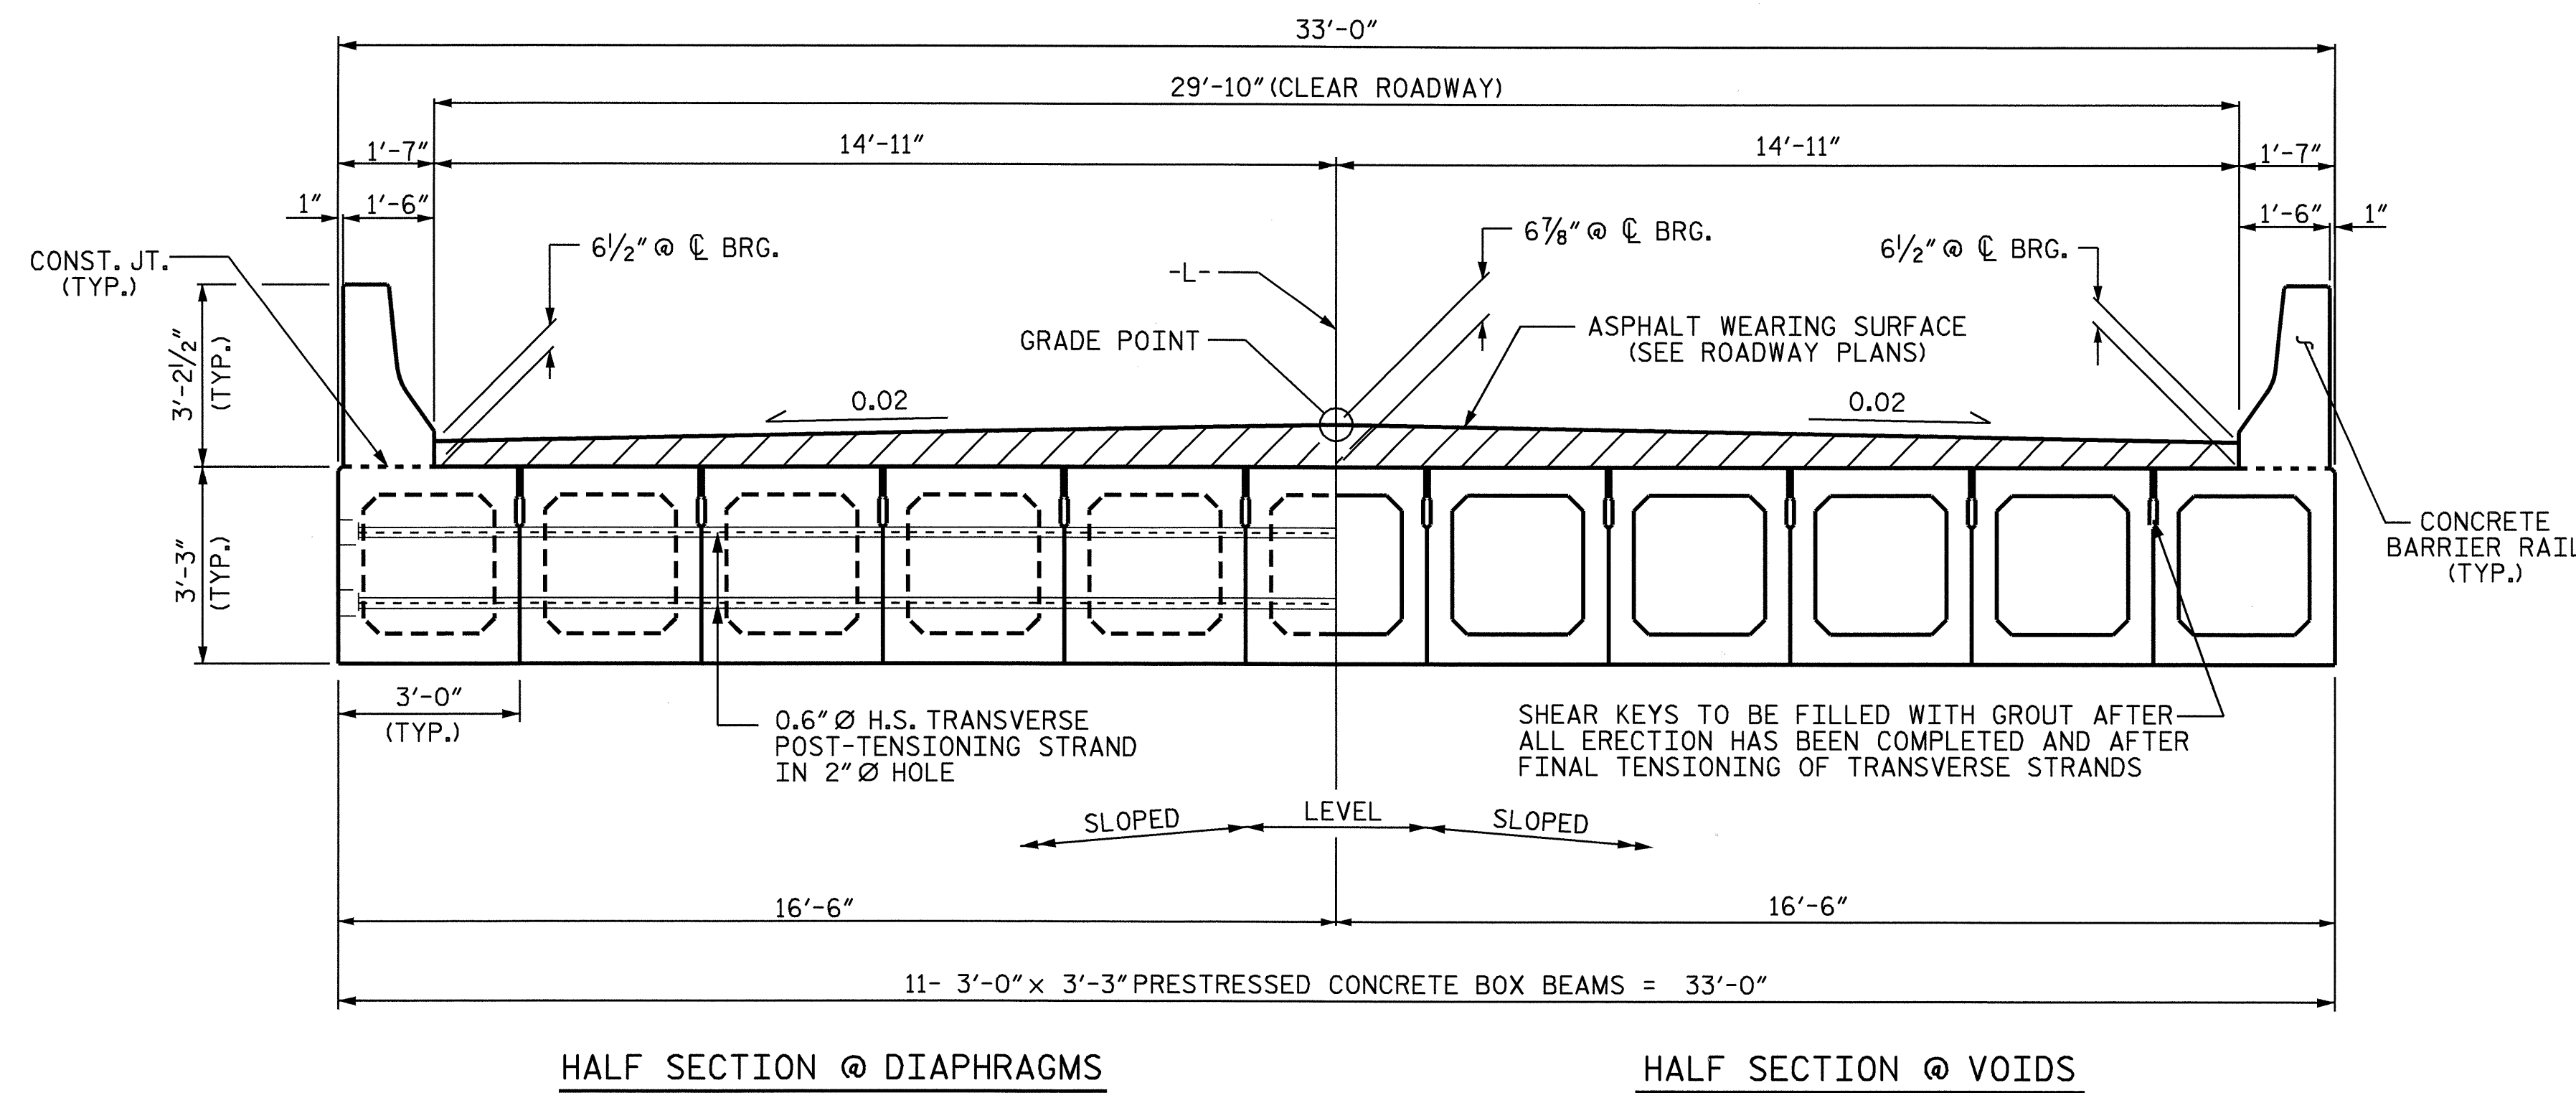 33'-0"
29'-10" (CLEAR ROADWAY)
1'-7"
14'-11"
14'-11"
1'-7"
1"
1'-6"
1'-6"
1"
6½" @ ℄ BRG.
6⅞" @ ℄ BRG.
6½" @ ℄ BRG.
CONST. JT.
(TYP.)
-L-
GRADE POINT
ASPHALT WEARING SURFACE
(SEE ROADWAY PLANS)
3'-2½"
(TYP.)
0.02
0.02
3'-3"
(TYP.)
CONCRETE
BARRIER RAIL
(TYP.)
3'-0"
(TYP.)
0.6" Ø H.S. TRANSVERSE
POST-TENSIONING STRAND
IN 2" Ø HOLE
SHEAR KEYS TO BE FILLED WITH GROUT AFTER
ALL ERECTION HAS BEEN COMPLETED AND AFTER
FINAL TENSIONING OF TRANSVERSE STRANDS
SLOPED
LEVEL
SLOPED
16'-6"
16'-6"
11- 3'-0" x 3'-3" PRESTRESSED CONCRETE BOX BEAMS = 33'-0"
HALF SECTION @ DIAPHRAGMS
HALF SECTION @ VOIDS